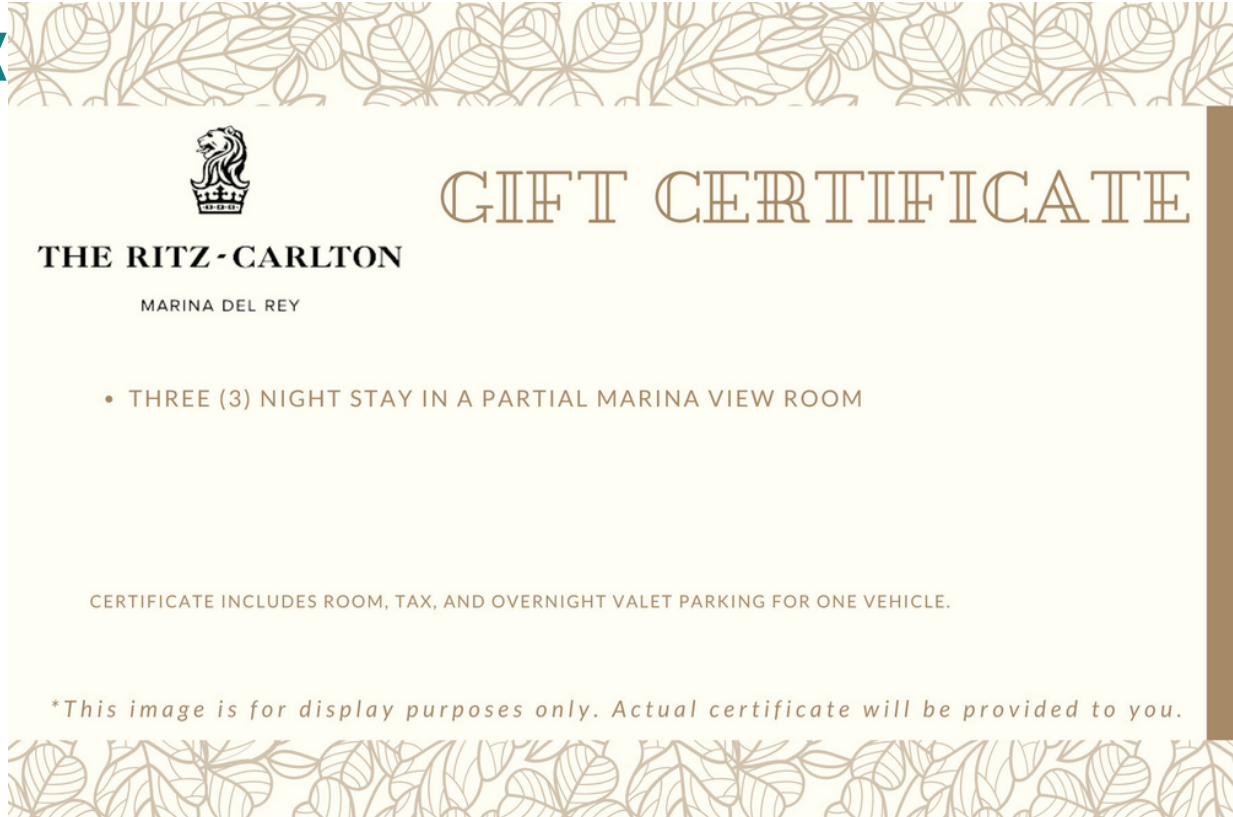 GIFT CERTIFICATE
THE RITZ-CARLTON
MARINA DEL REY
• THREE (3) NIGHT STAY IN A PARTIAL MARINA VIEW ROOM
CERTIFICATE INCLUDES ROOM, TAX, AND OVERNIGHT VALET PARKING FOR ONE VEHICLE.
*This image is for display purposes only. Actual certificate will be provided to you.